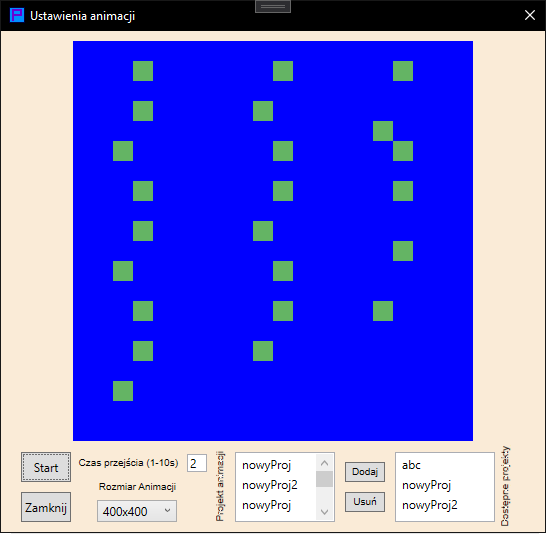 Ustawienia animacji
Start
Czas przejścia (1-10s)
2
Rozmiar Animacji
Zamknij
400x400
Projekt animacji
nowyProj
nowyProj2
nowyProj
Dodaj
Usuń
abc
nowyProj
nowyProj2
Dostępne projekty